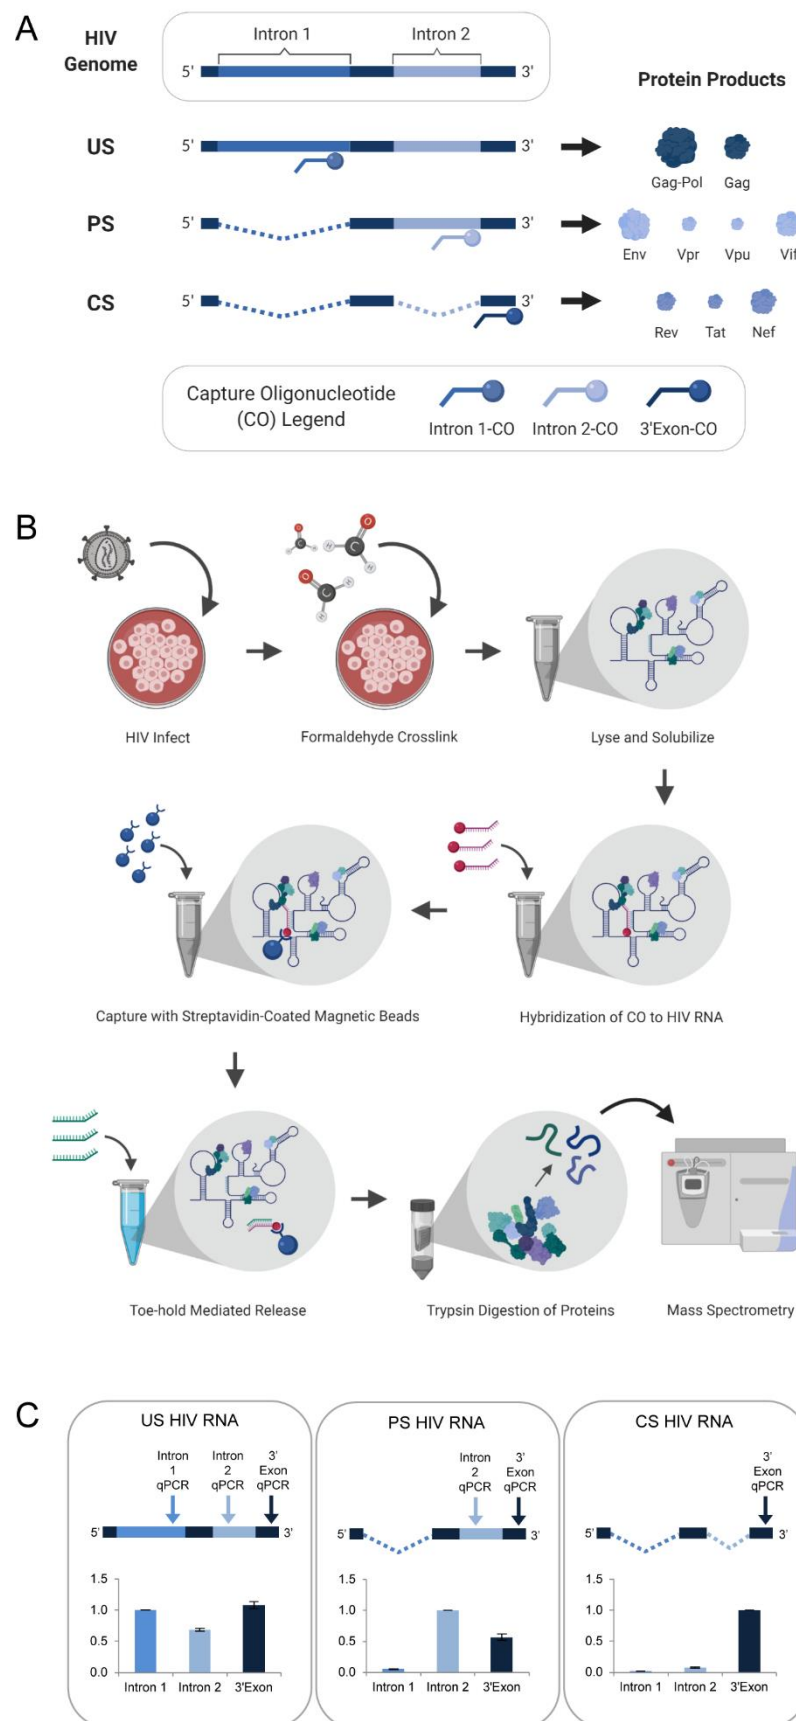 A
HIV
Genome
Intron 1
Intron 2
5'
3'
Protein Products
US
5'
3'
Gag-Pol
Gag
PS
5'
3'
Env
Vpr
Vpu
Vif
CS
5'
3'
Rev
Tat
Nef
Capture Oligonucleotide
(CO) Legend
Intron 1-CO
Intron 2-CO
3'Exon-CO
B
HIV Infect
Formaldehyde Crosslink
Lyse and Solubilize
Capture with Streptavidin-Coated Magnetic Beads
Hybridization of CO to HIV RNA
Toe-hold Mediated Release
Trypsin Digestion of Proteins
Mass Spectrometry
C
US HIV RNA
Intron
1
qPCR
Intron
2
qPCR
3'
Exon
qPCR
5'
3'
1.5
1.0
0.5
0.0
Intron 1
Intron 2
3'Exon
PS HIV RNA
Intron
2
qPCR
3'
Exon
qPCR
5'
3'
1.5
1.0
0.5
0.0
Intron 1
Intron 2
3'Exon
CS HIV RNA
3'
Exon
qPCR
5'
3'
1.5
1.0
0.5
0.0
Intron 1
Intron 2
3'Exon